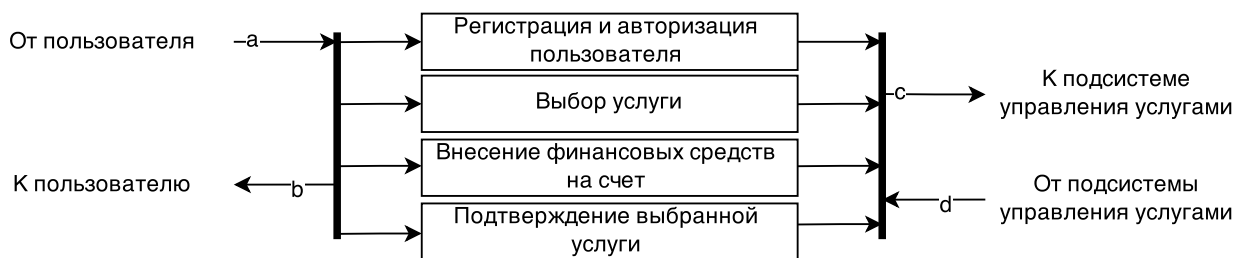 От пользователя
a
Регистрация и авторизация
пользователя
Выбор услуги
c
К подсистеме
управления услугами
Внесение финансовых средств
на счет
К пользователю
b
От подсистемы
управления услугами
d
Подтверждение выбранной
услуги